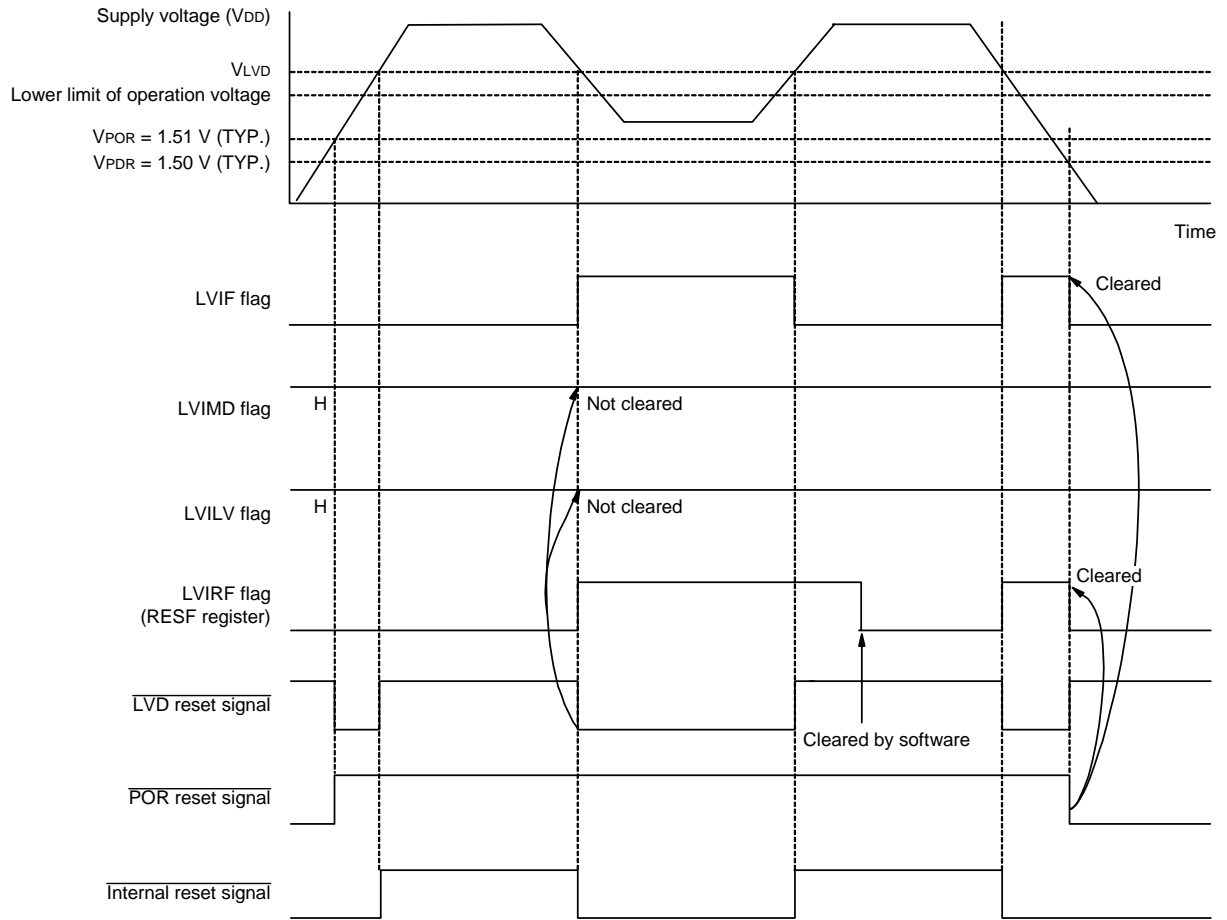 Supply voltage (VDD)
VLVD
Lower limit of operation voltage
VPOR = 1.51 V (TYP.)
VPDR = 1.50 V (TYP.)
Time
LVIF flag
Cleared
LVIMD flag
H
Not cleared
LVILV flag
H
Not cleared
LVIRF flag
(RESF register)
Cleared
LVD reset signal
Cleared by software
POR reset signal
Internal reset signal